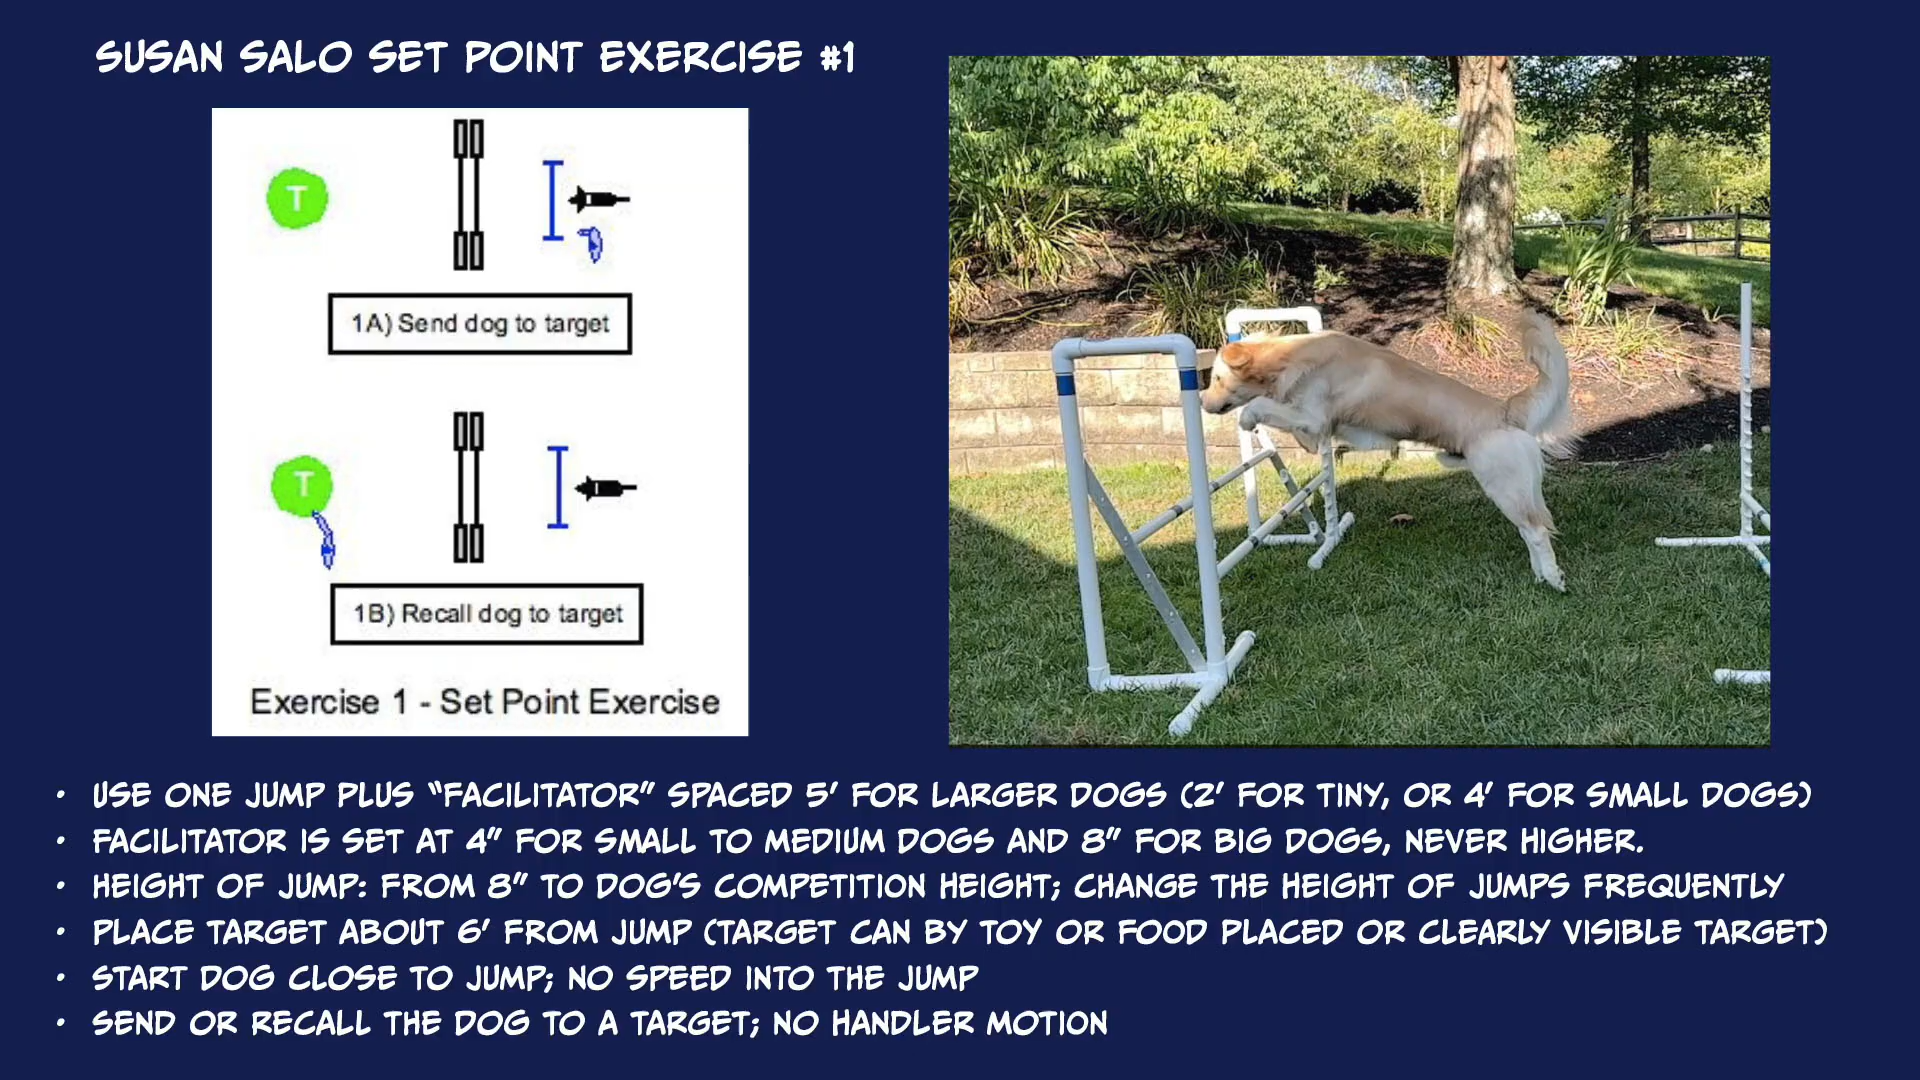 SUSAN SALO SET POINT EXERCISE #1
T
1A) Send dog to target
T
1B) Recall dog to target
Exercise 1 - Set Point Exercise
• USE ONE JUMP PLUS “FACILITATOR” SPACED 5’ FOR LARGER DOGS (2’ FOR TINY, OR 4’ FOR SMALL DOGS)
• FACILITATOR IS SET AT 4” FOR SMALL TO MEDIUM DOGS AND 8” FOR BIG DOGS, NEVER HIGHER.
• HEIGHT OF JUMP: FROM 8” TO DOG’S COMPETITION HEIGHT; CHANGE THE HEIGHT OF JUMPS FREQUENTLY
• PLACE TARGET ABOUT 6’ FROM JUMP (TARGET CAN BY TOY OR FOOD PLACED OR CLEARLY VISIBLE TARGET)
• START DOG CLOSE TO JUMP; NO SPEED INTO THE JUMP
• SEND OR RECALL THE DOG TO A TARGET; NO HANDLER MOTION